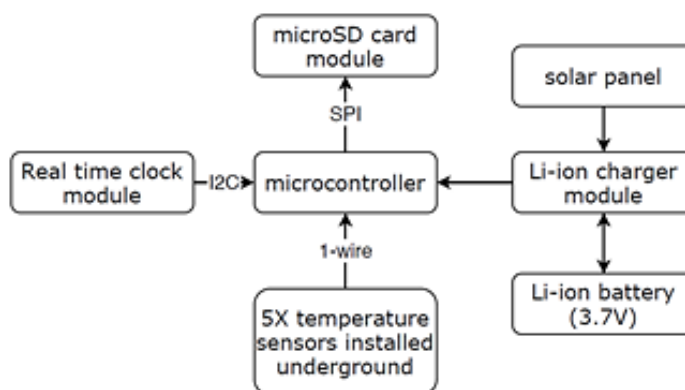 microSD card
module
solar panel
SPI
Real time clock
module
I2C
microcontroller
Li-ion charger
module
1-wire
5X temperature
sensors installed
underground
Li-ion battery
(3.7V)